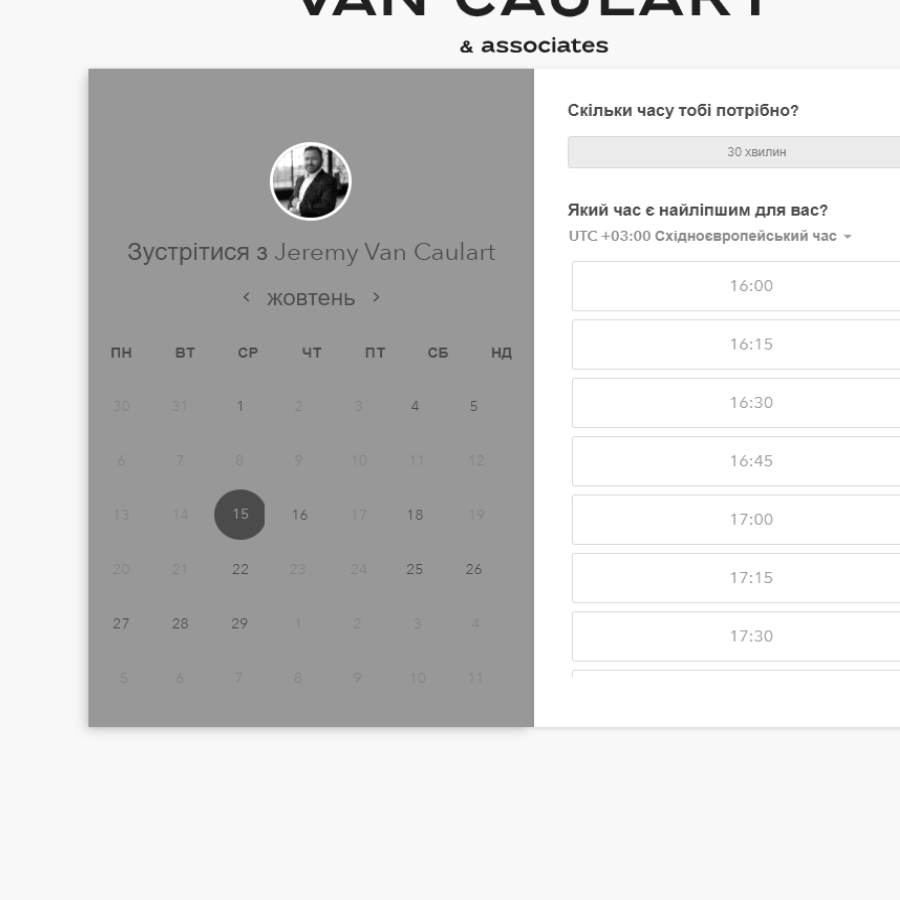 VAN CAULART
& associates
Зустрітися з Jeremy Van Caulart
жовтень
ПН ВТ СР ЧТ ПТ СБ НД
30 31 1 2 3 4 5
6 7 8 9 10 11 12
13 14 15 16 17 18 19
20 21 22 23 24 25 26
27 28 29 1 2 3 4
5 6 7 8 9 10 11
Скільки часу тобі потрібно?
30 хвилин
Який час є найліпшим для вас?
UTC +03:00 Східноєвропейський час
16:00
16:15
16:30
16:45
17:00
17:15
17:30